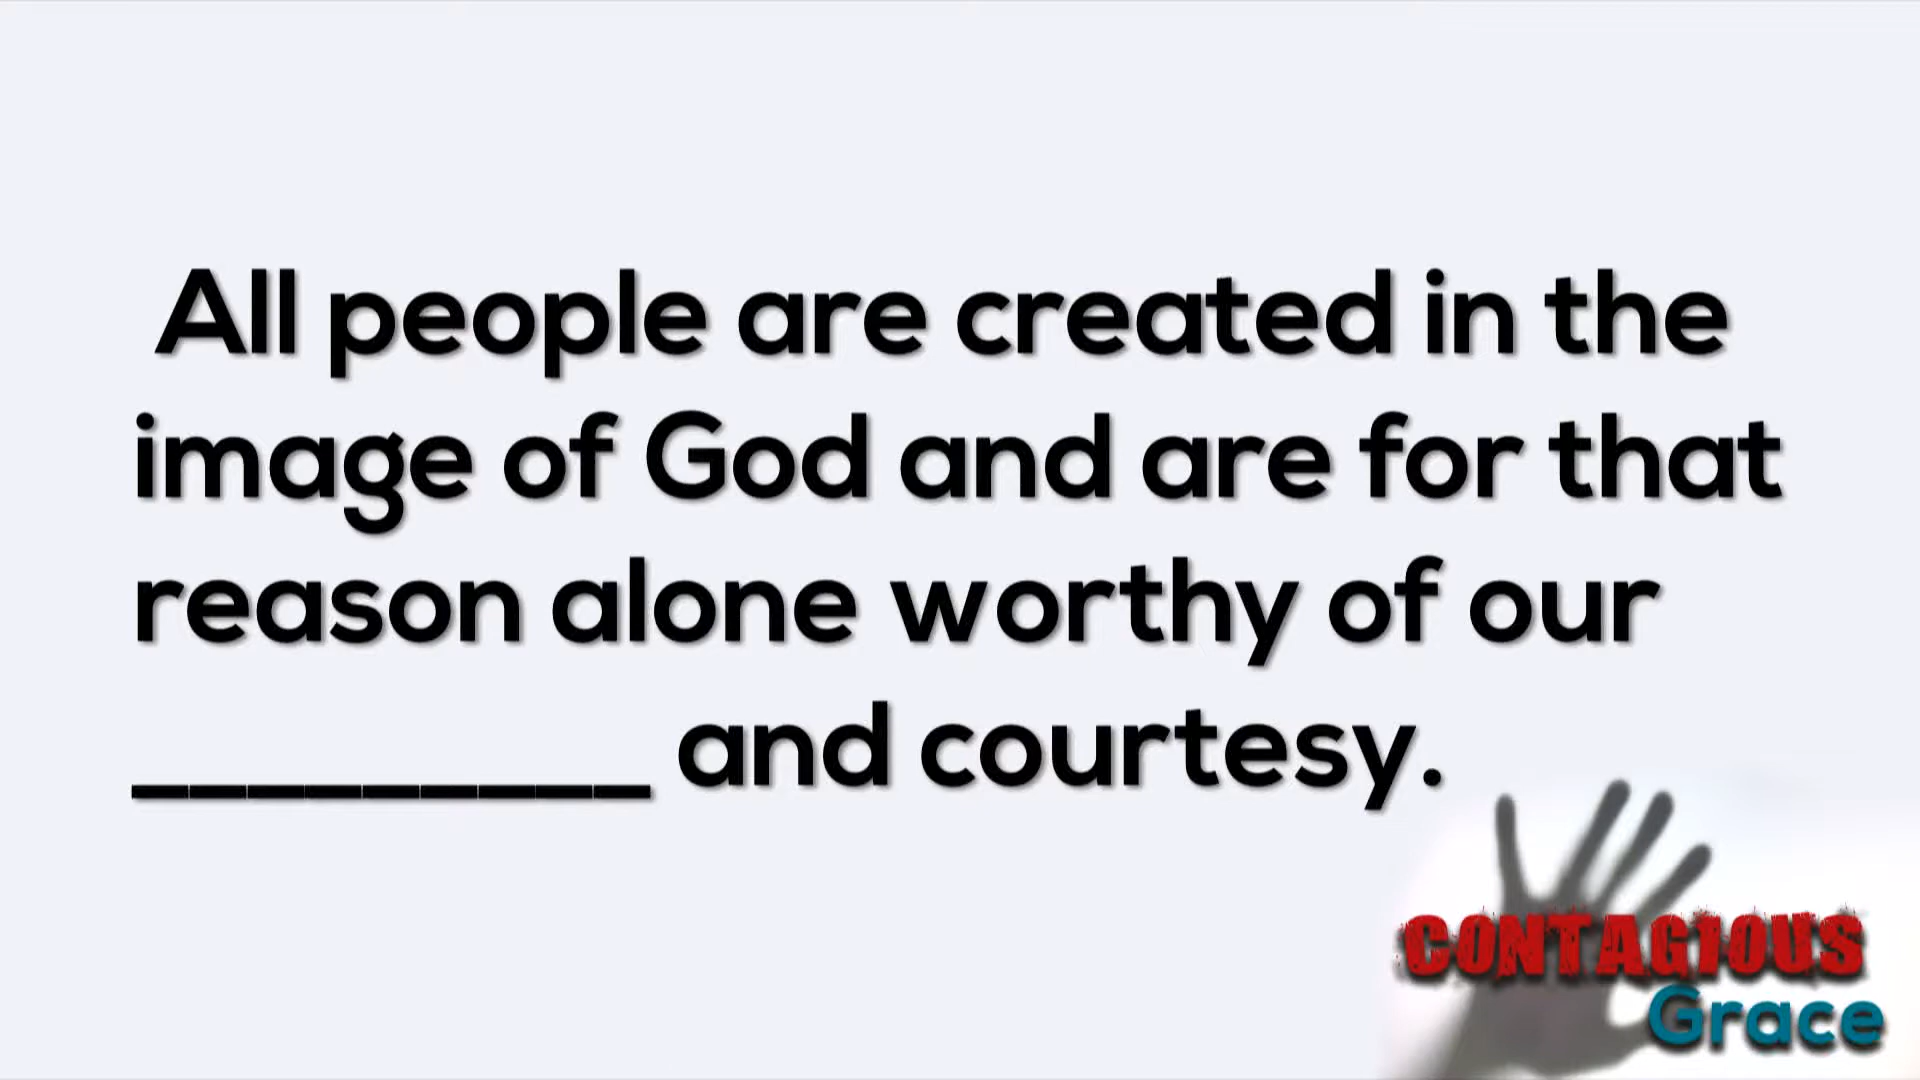 All people are created in the
image of God and are for that
reason alone worthy of our
_________ and courtesy.
CONTAGIOUS
Grace